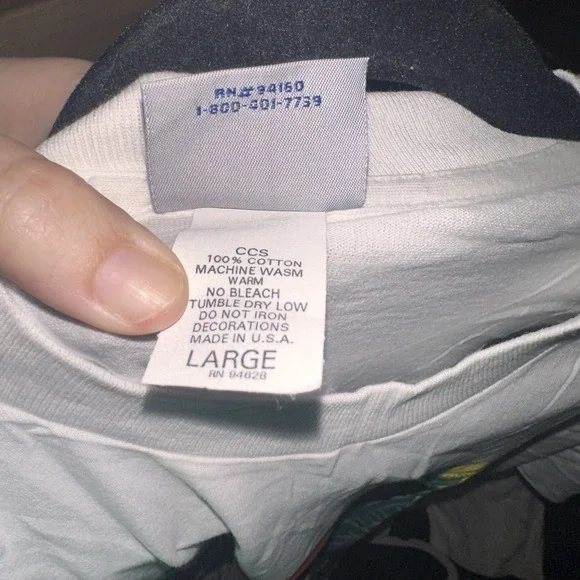 RN# 94160
1-800-401-7739
CCS
100% COTTON
MACHINE WASM
WARM
NO BLEACH
TUMBLE DRY LOW
DO NOT IRON
DECORATIONS
MADE IN U.S.A.
LARGE
RN 94628